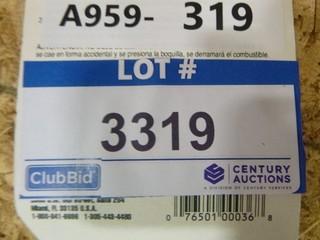 A959- 319
se cae en forma accidental y se presiona la boquilla, se derramará el combustible.
LOT #
3319
ClubBid
CENTURY
AUCTIONS
A DIVISION OF CENTURY SERVICES
Miami, FL 33135 U.S.A.
0 76501 00036 8